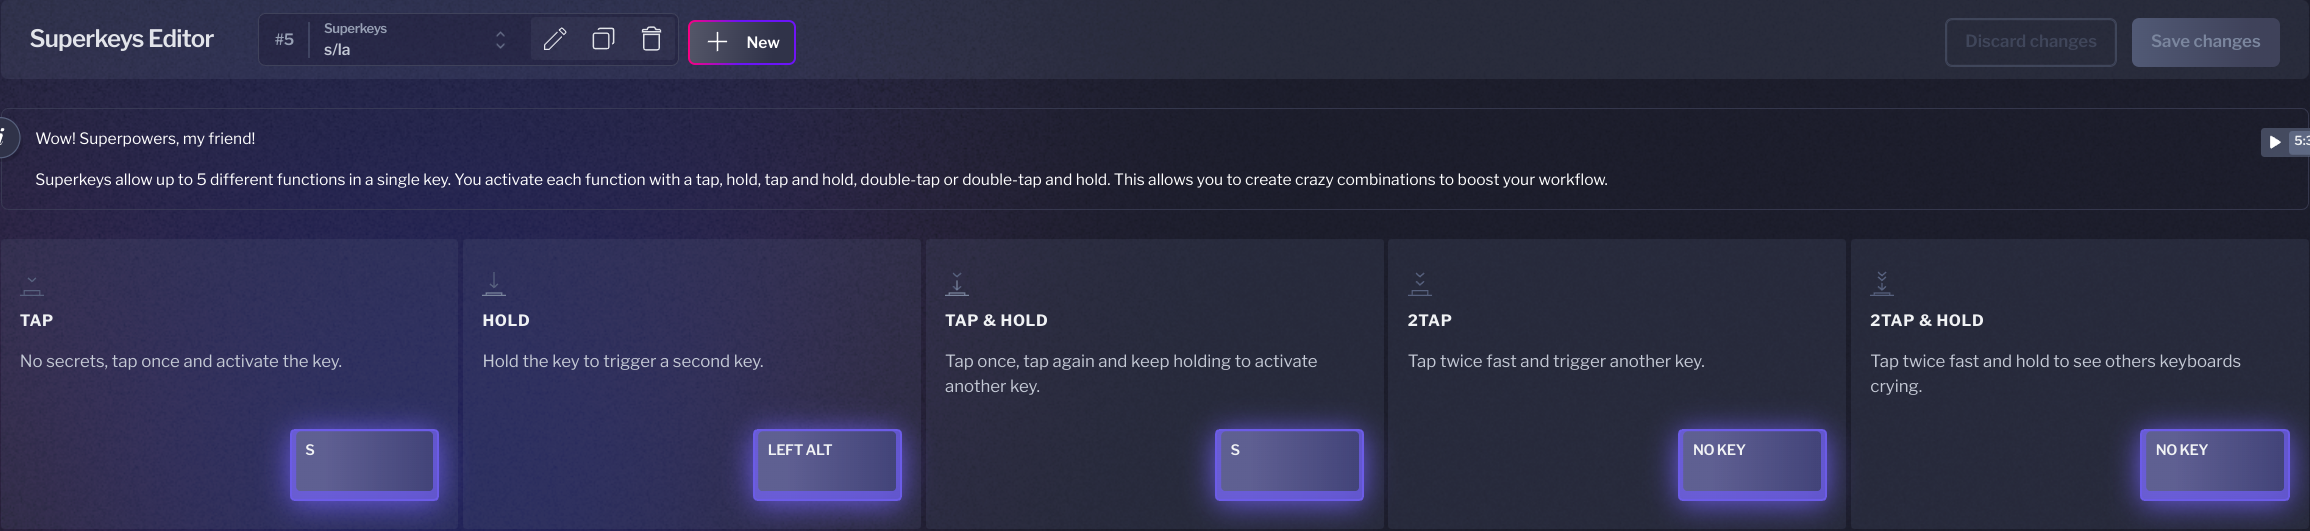 Superkeys Editor
#5
Superkeys
s/la
New
Discard changes
Save changes
i
Wow! Superpowers, my friend!
Superkeys allow up to 5 different functions in a single key. You activate each function with a tap, hold, tap and hold, double-tap or double-tap and hold. This allows you to create crazy combinations to boost your workflow.
TAP
No secrets, tap once and activate the key.
S
HOLD
Hold the key to trigger a second key.
LEFT ALT
TAP & HOLD
Tap once, tap again and keep holding to activate
another key.
S
2TAP
Tap twice fast and trigger another key.
NO KEY
2TAP & HOLD
Tap twice fast and hold to see others keyboards
crying.
NO KEY